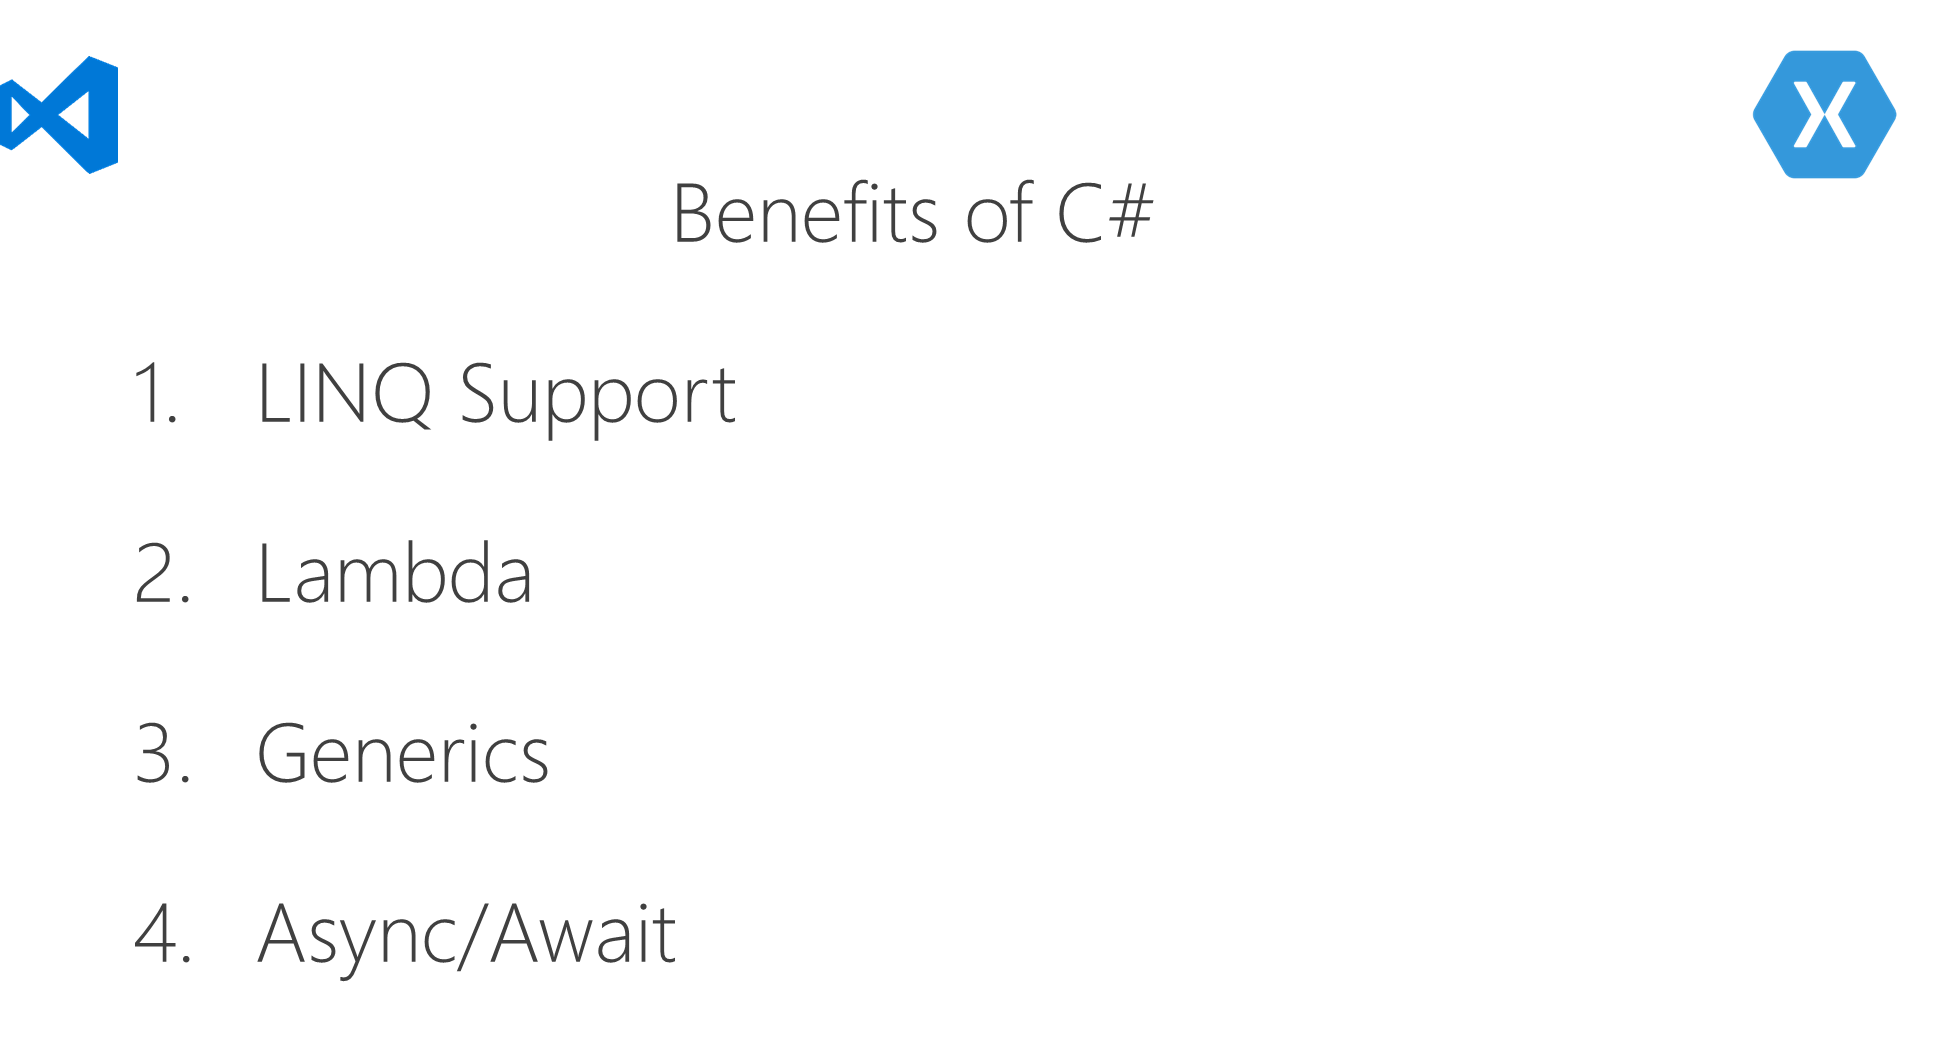 Benefits of C#
1. LINQ Support
2. Lambda
3. Generics
4. Async/Await